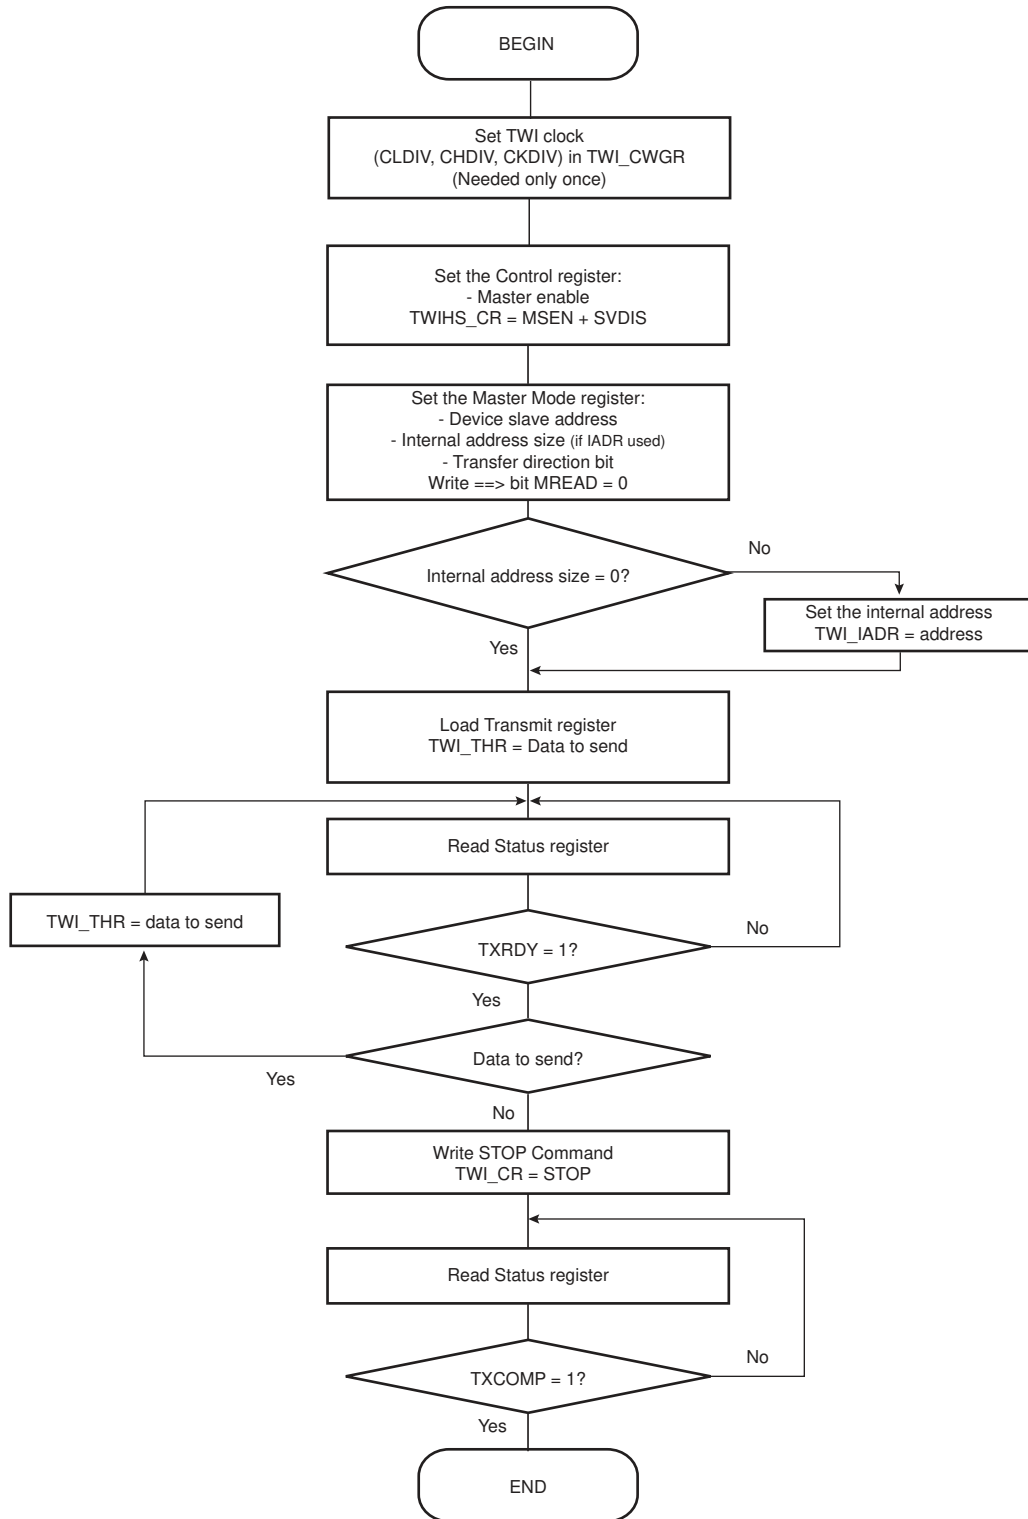 BEGIN
Set TWI clock
(CLDIV, CHDIV, CKDIV) in TWI_CWGR
(Needed only once)
Set the Control register:
- Master enable
TWIHS_CR = MSEN + SVDIS
Set the Master Mode register:
- Device slave address
- Internal address size (if IADR used)
- Transfer direction bit
Write ==> bit MREAD = 0
Internal address size = 0?
No
Set the internal address
TWI_IADR = address
Yes
Load Transmit register
TWI_THR = Data to send
Read Status register
TWI_THR = data to send
TXRDY = 1?
No
Yes
Data to send?
Yes
No
Write STOP Command
TWI_CR = STOP
Read Status register
TXCOMP = 1?
No
Yes
END